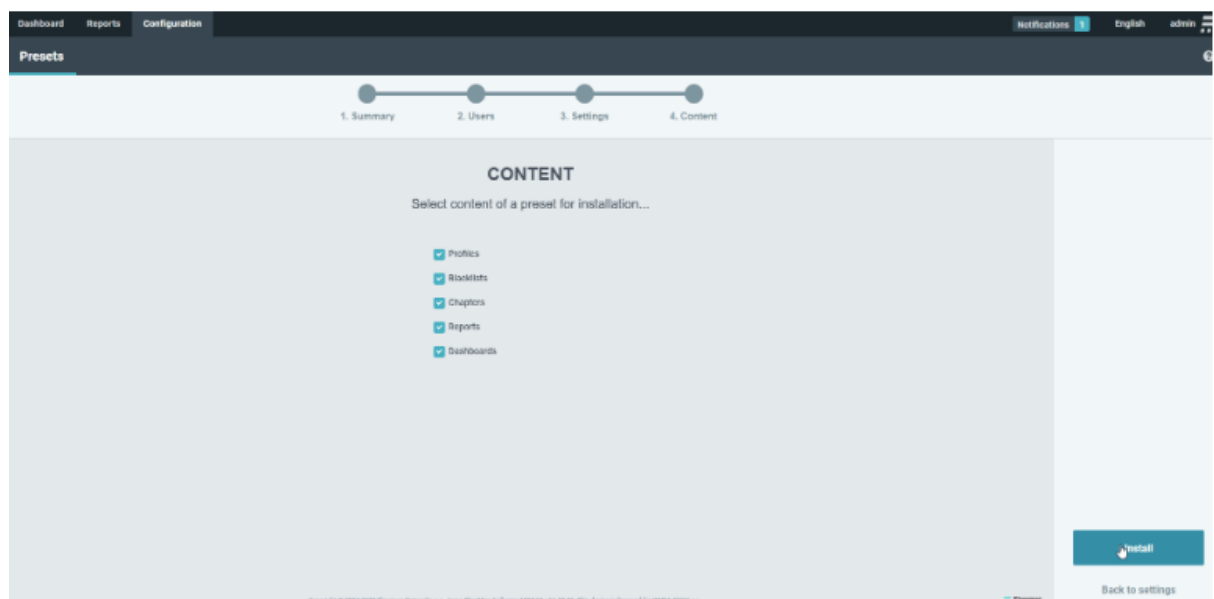 Dashboard Reports Configuration Notifications 1 English admin
Presets
1. Summary 2. Users 3. Settings 4. Content
CONTENT
Select content of a preset for installation...
Profiles
Blacklists
Chapters
Reports
Dashboards
Install
Back to settings